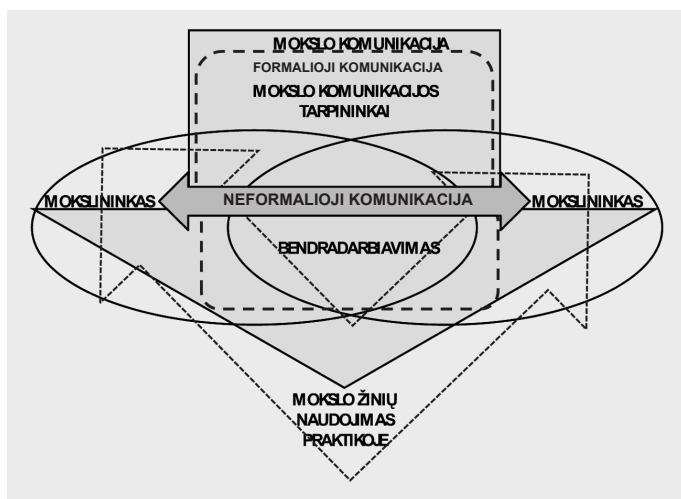 MOKSLO KOMUNIKACIJA
FORMALIOJI KOMUNIKACIJA
MOKSLO KOMUNIKACIJOS
TARPININKAI
MOKSLININKAS
NEFORMALIOJI KOMUNIKACIJA
MOKSLININKAS
BENDRADARBIAVIMAS
MOKSLO ŽINIŲ
NAUDOJIMAS
PRAKTIKOJE